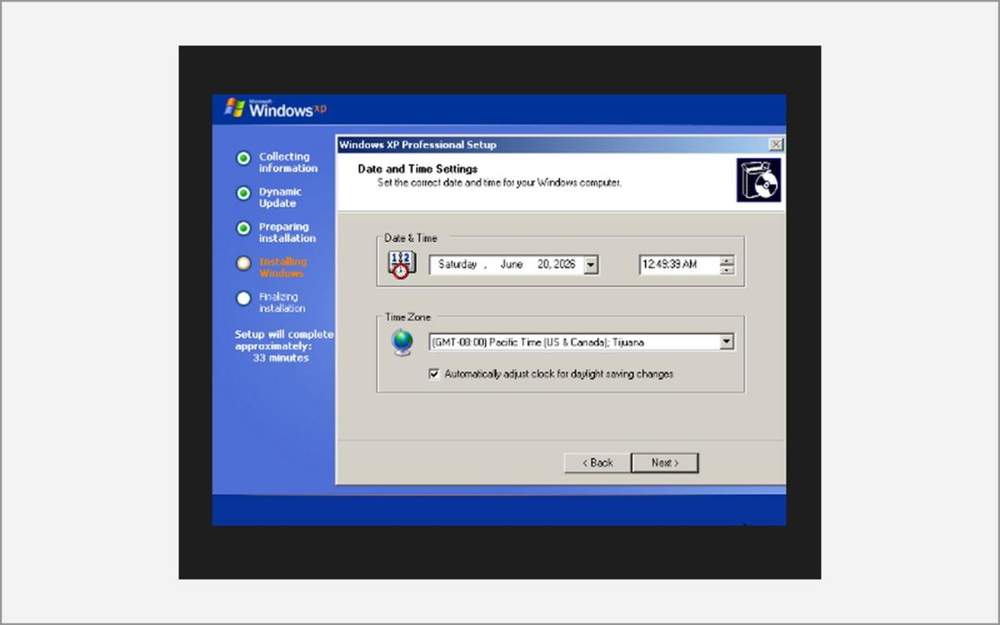 Microsoft
Windows xp
Collecting
information
Dynamic
Update
Preparing
installation
Installing
Windows
Finalizing
installation
Setup will complete
approximately:
33 minutes
Windows XP Professional Setup
Date and Time Settings
Set the correct date and time for your Windows computer.
Date & Time
Saturday , June 20, 2026
12:49:39 AM
Time Zone
(GMT-08:00) Pacific Time (US & Canada); Tijuana
Automatically adjust clock for daylight saving changes
< Back
Next >